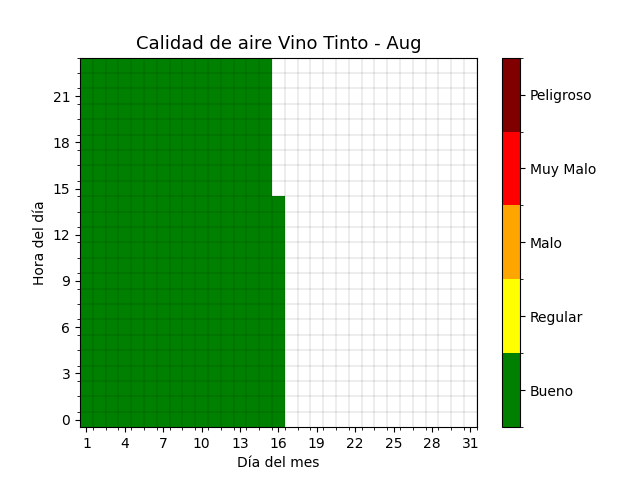 Calidad de aire Vino Tinto - Aug
Hora del día
21
18
15
12
9
6
3
0
1 4 7 10 13 16 19 22 25 28 31
Día del mes
Peligroso
Muy Malo
Malo
Regular
Bueno